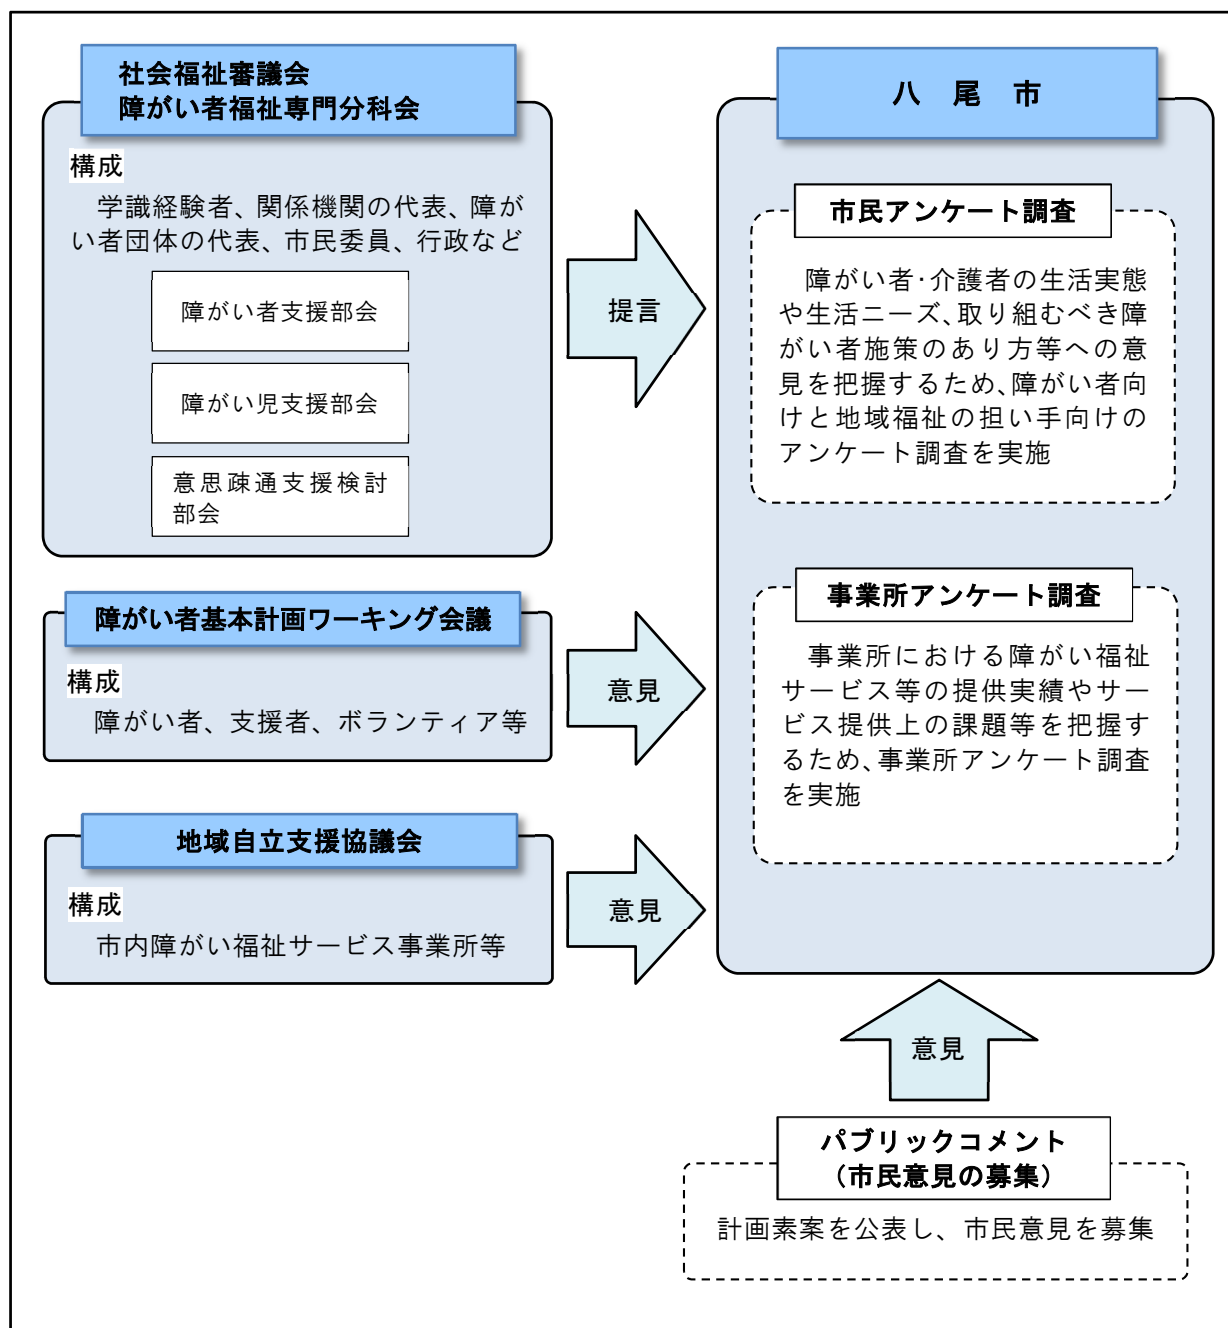 社会福祉審議会
障がい者福祉専門分科会
構成
学識経験者、関係機関の代表、障が
い者団体の代表、市民委員、行政など
障がい者支援部会
障がい児支援部会
意思疎通支援検討
部会
提言
障がい者基本計画ワーキング会議
構成
障がい者、支援者、ボランティア等
意見
地域自立支援協議会
構成
市内障がい福祉サービス事業所等
意見
八 尾 市
市民アンケート調査
障がい者・介護者の生活実態
や生活ニーズ、取り組むべき障
がい者施策のあり方等への意
見を把握するため、障がい者向
けと地域福祉の担い手向けの
アンケート調査を実施
事業所アンケート調査
事業所における障がい福祉
サービス等の提供実績やサー
ビス提供上の課題等を把握す
るため、事業所アンケート調査
を実施
意見
パブリックコメント
（市民意見の募集）
計画素案を公表し、市民意見を募集